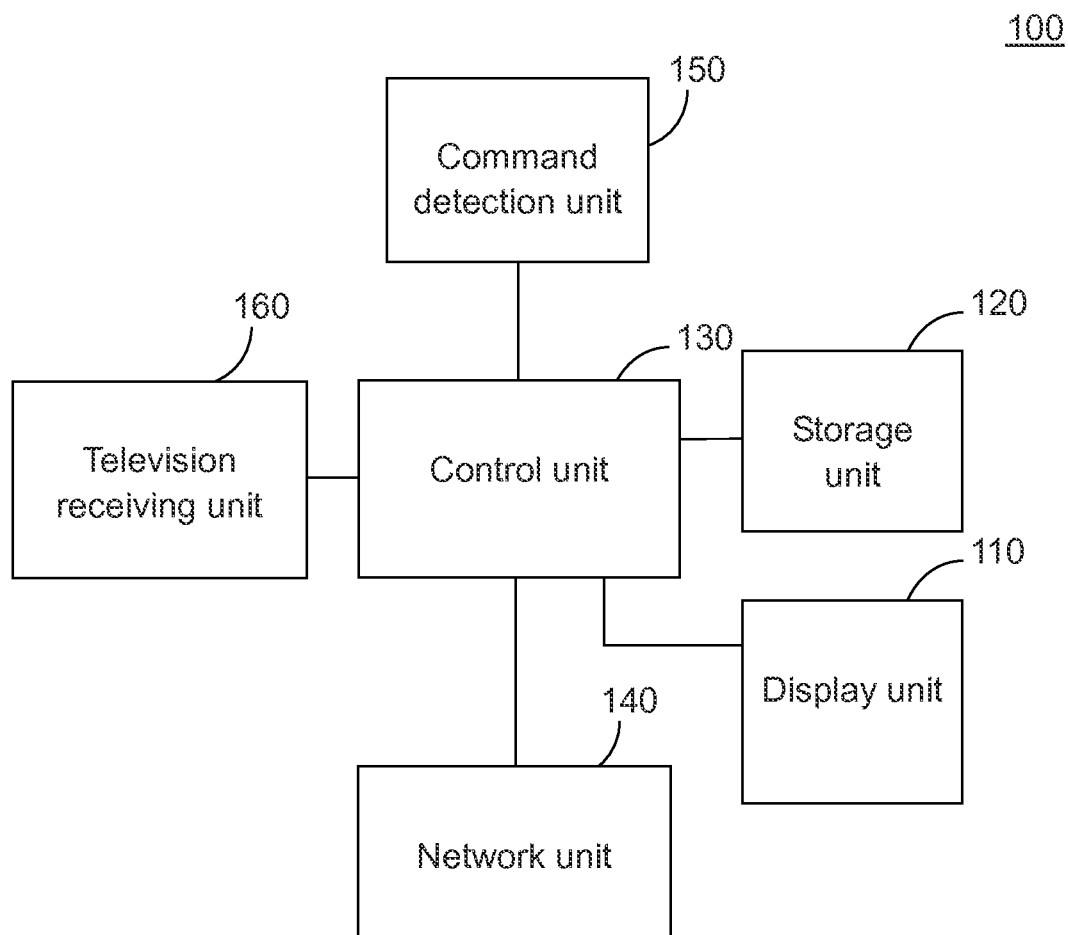 100
150
Command
detection unit
160
120
130
Television
receiving unit
Control unit
Storage
unit
110
Display unit
140
Network unit